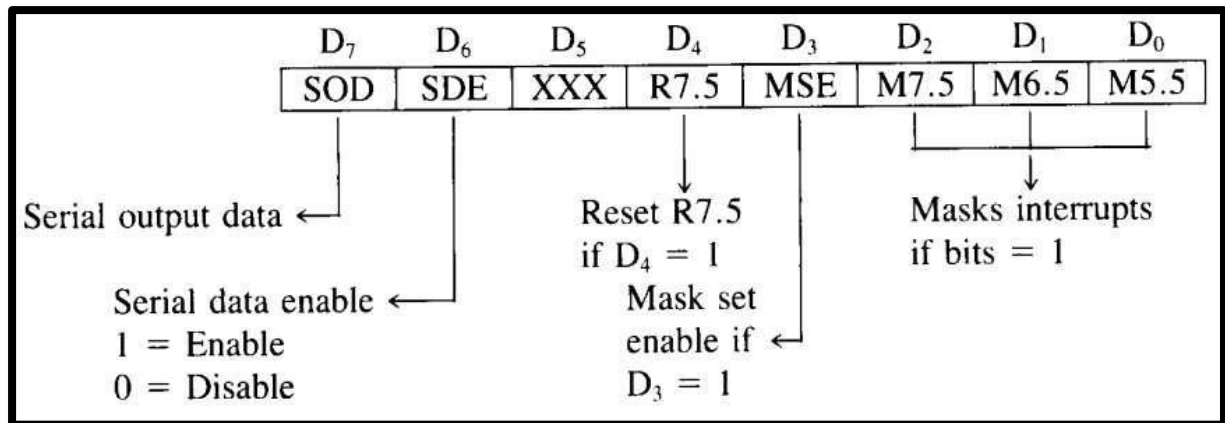 D7 D6 D5 D4 D3 D2 D1 D0
SOD SDE XXX R7.5 MSE M7.5 M6.5 M5.5
Serial output data
Reset R7.5
if D4 = 1
Masks interrupts
if bits = 1
Serial data enable
1 = Enable
0 = Disable
Mask set
enable if
D3 = 1